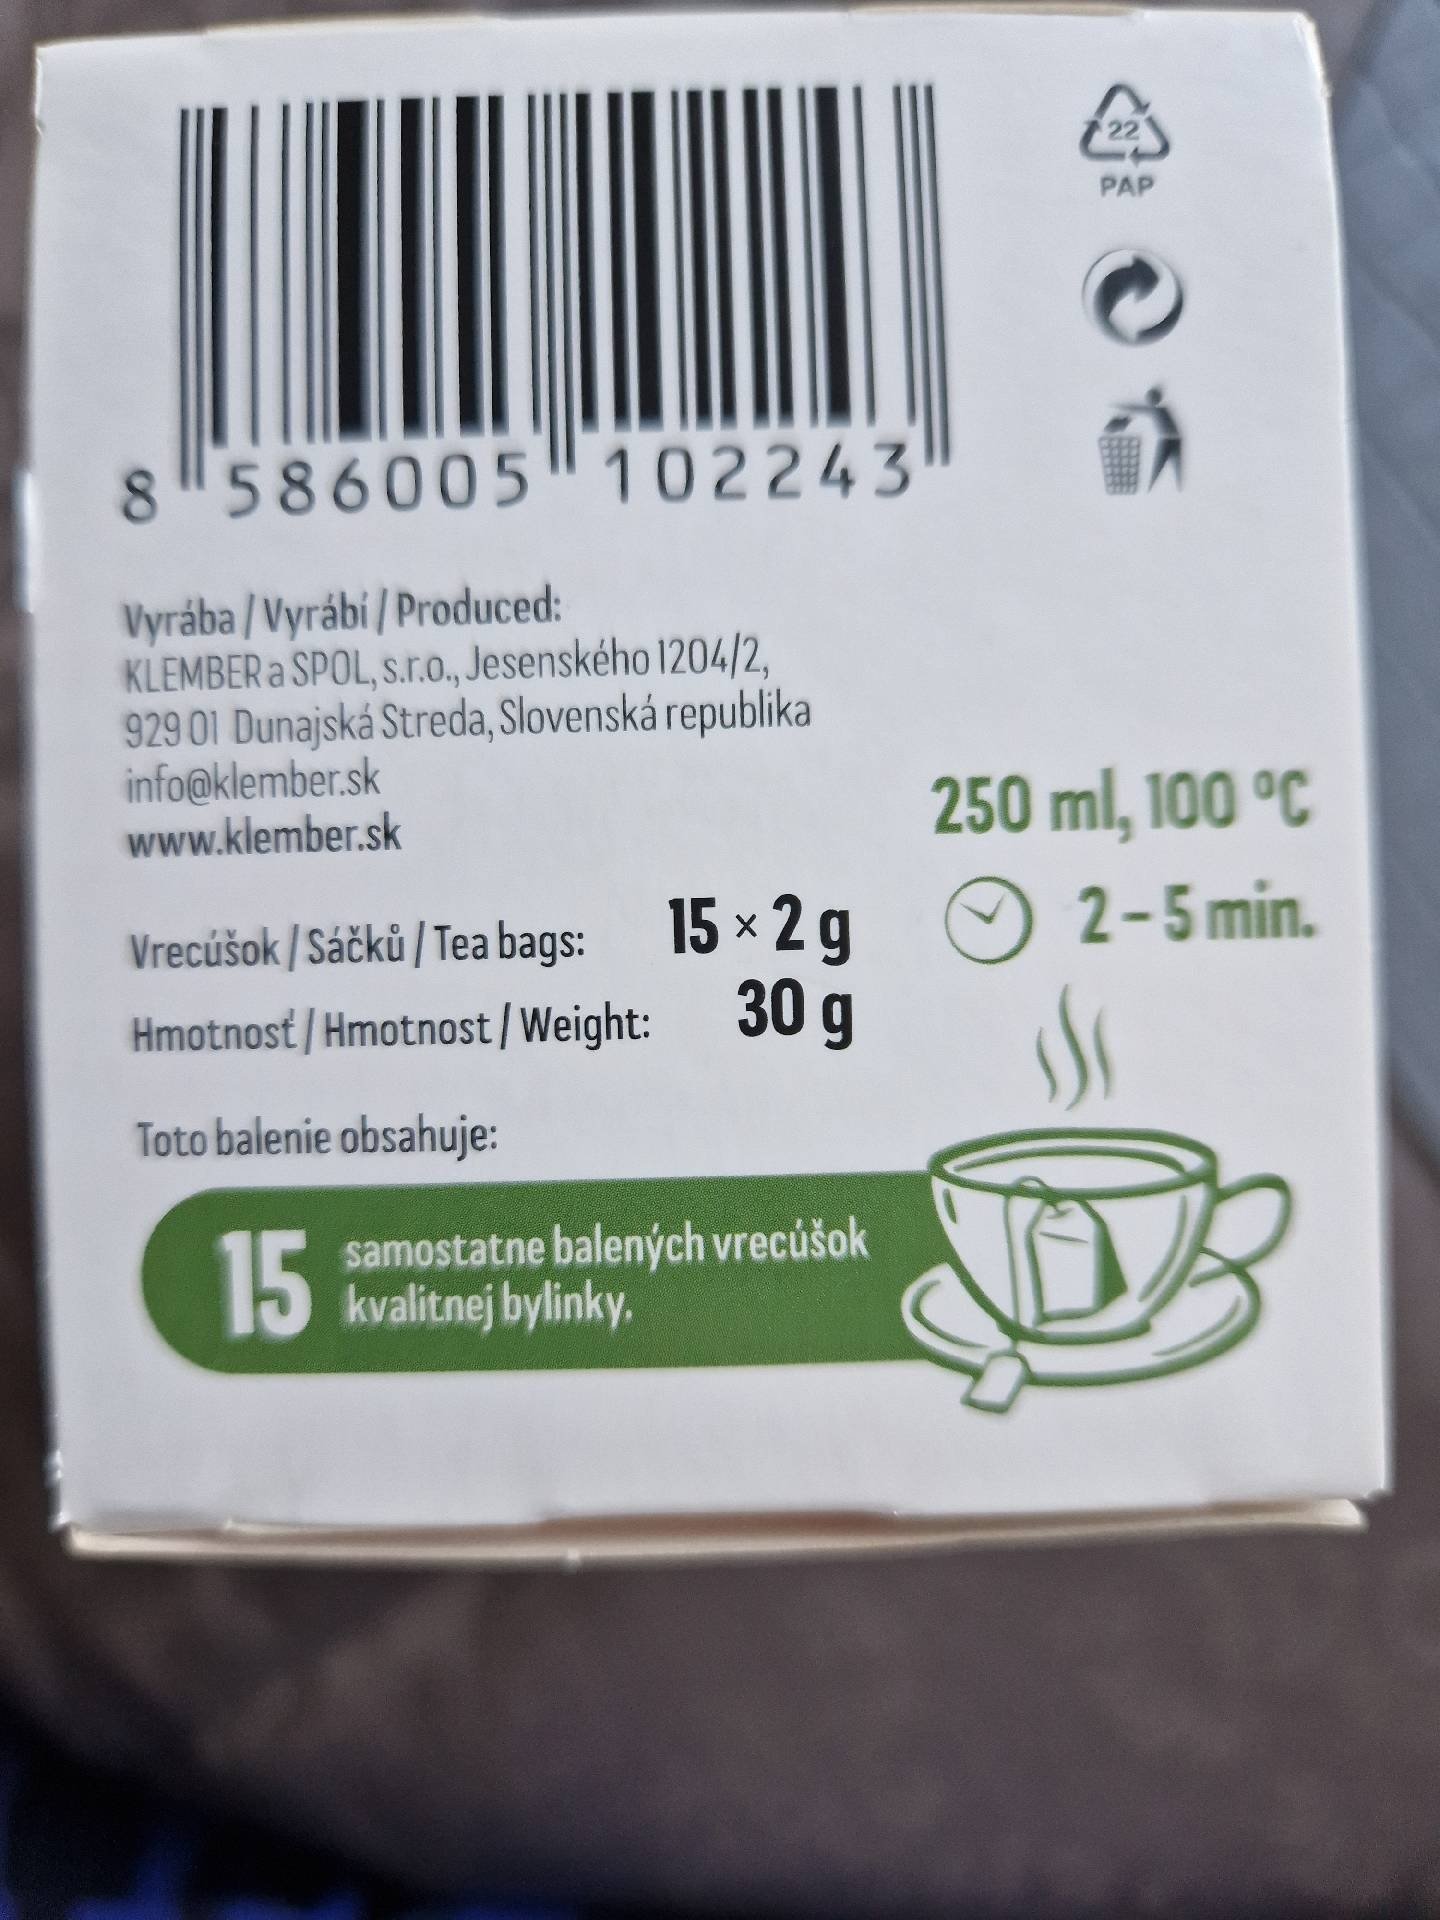 22
PAP
8 586005 102243
Vyrába / Vyrábí / Produced:
KLEMBER a SPOL, s.r.o., Jesenského 1204/2,
929 01 Dunajská Streda, Slovenská republika
info@klember.sk
www.klember.sk
250 ml, 100 °C
2 - 5 min.
Vrecúšok / Sáčků / Tea bags: 15 × 2 g
Hmotnosť / Hmotnost / Weight: 30 g
Toto balenie obsahuje:
15 samostatne balených vrecúšok
kvalitnej bylinky.